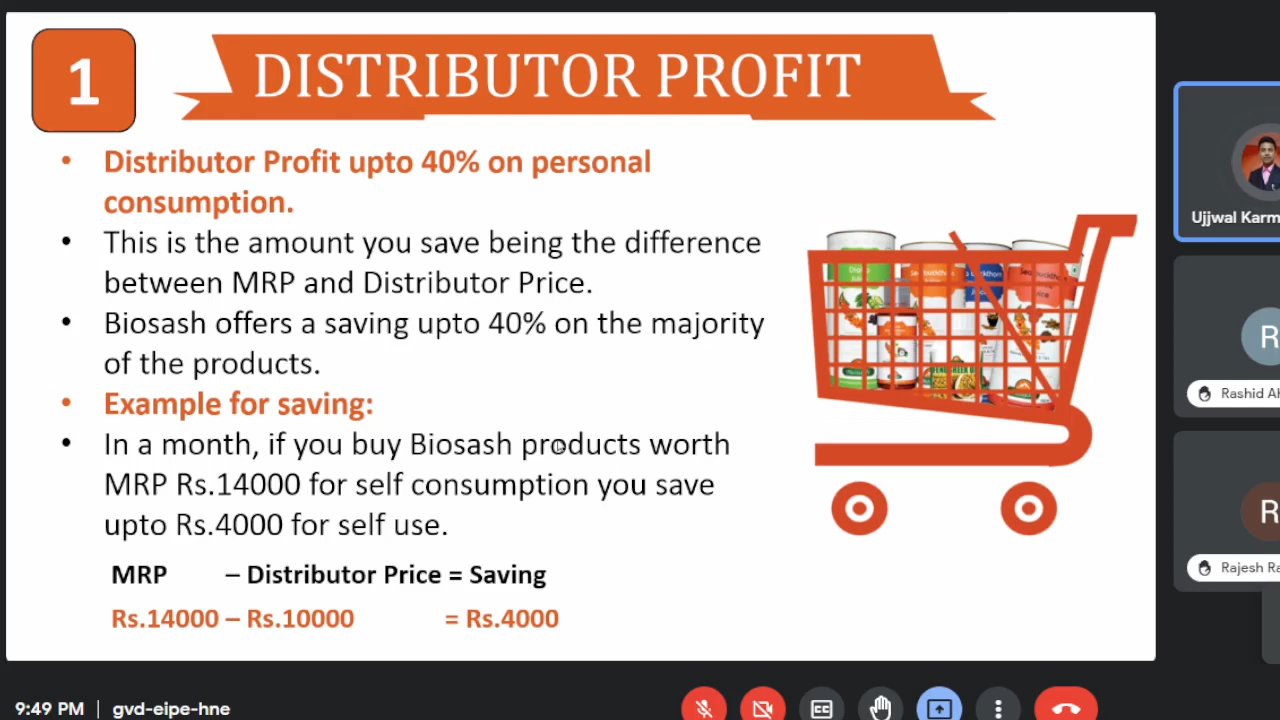 1
DISTRIBUTOR PROFIT
• Distributor Profit upto 40% on personal
consumption.
• This is the amount you save being the difference
between MRP and Distributor Price.
• Biosash offers a saving upto 40% on the majority
of the products.
• Example for saving:
• In a month, if you buy Biosash products worth
MRP Rs.14000 for self consumption you save
upto Rs.4000 for self use.
MRP – Distributor Price = Saving
Rs.14000 – Rs.10000 = Rs.4000
Ujjwal Karm
R
Rashid Ah
R
Rajesh Ra
9:49 PM | gvd-eipe-hne